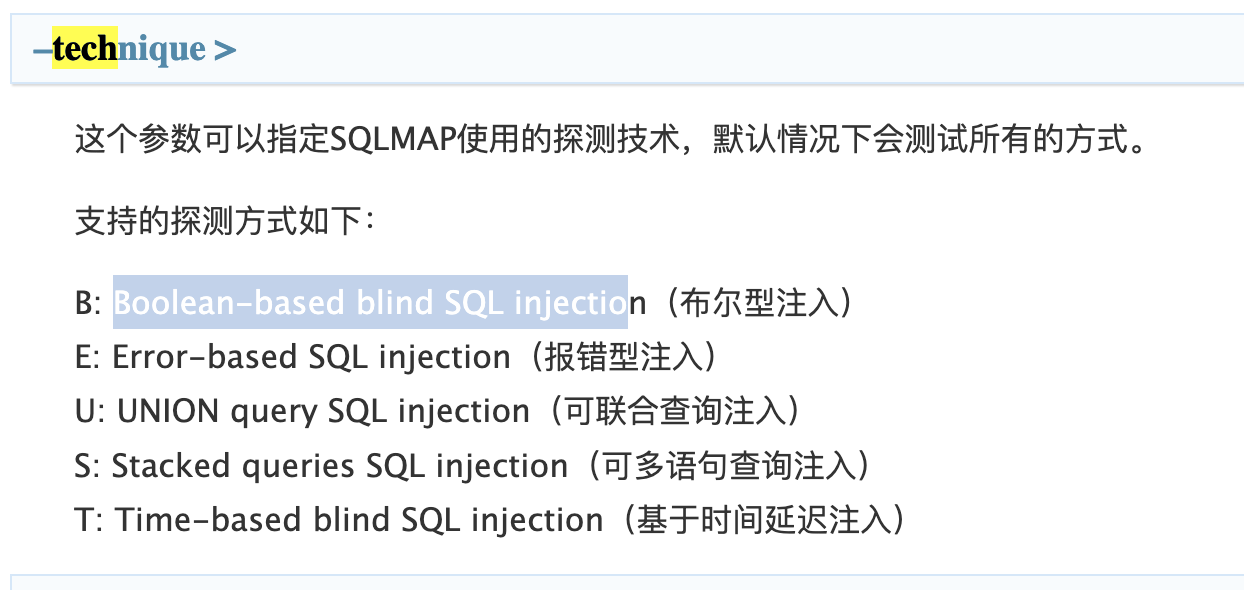 –technique >
这个参数可以指定SQLMAP使用的探测技术，默认情况下会测试所有的方式。
支持的探测方式如下：
B: Boolean-based blind SQL injection（布尔型注入）
E: Error-based SQL injection（报错型注入）
U: UNION query SQL injection（可联合查询注入）
S: Stacked queries SQL injection（可多语句查询注入）
T: Time-based blind SQL injection（基于时间延迟注入）